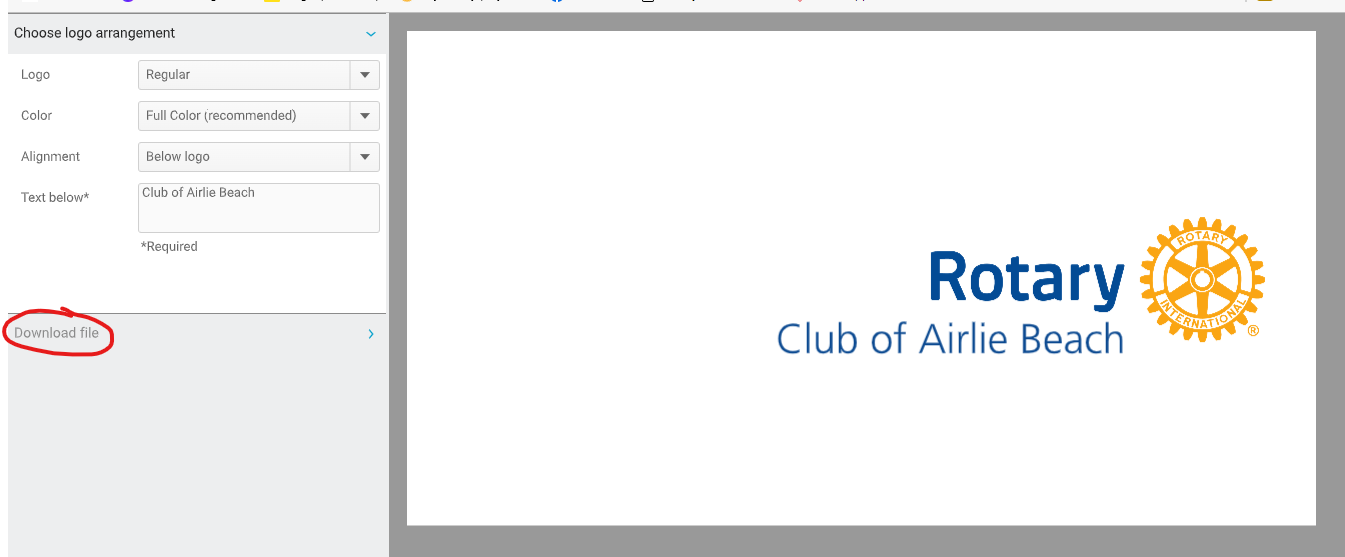 Choose logo arrangement
Logo
Regular
Color
Full Color (recommended)
Alignment
Below logo
Text below*
Club of Airlie Beach
*Required
Download file
Rotary
Club of Airlie Beach
ROTARY
INTERNATIONAL
®